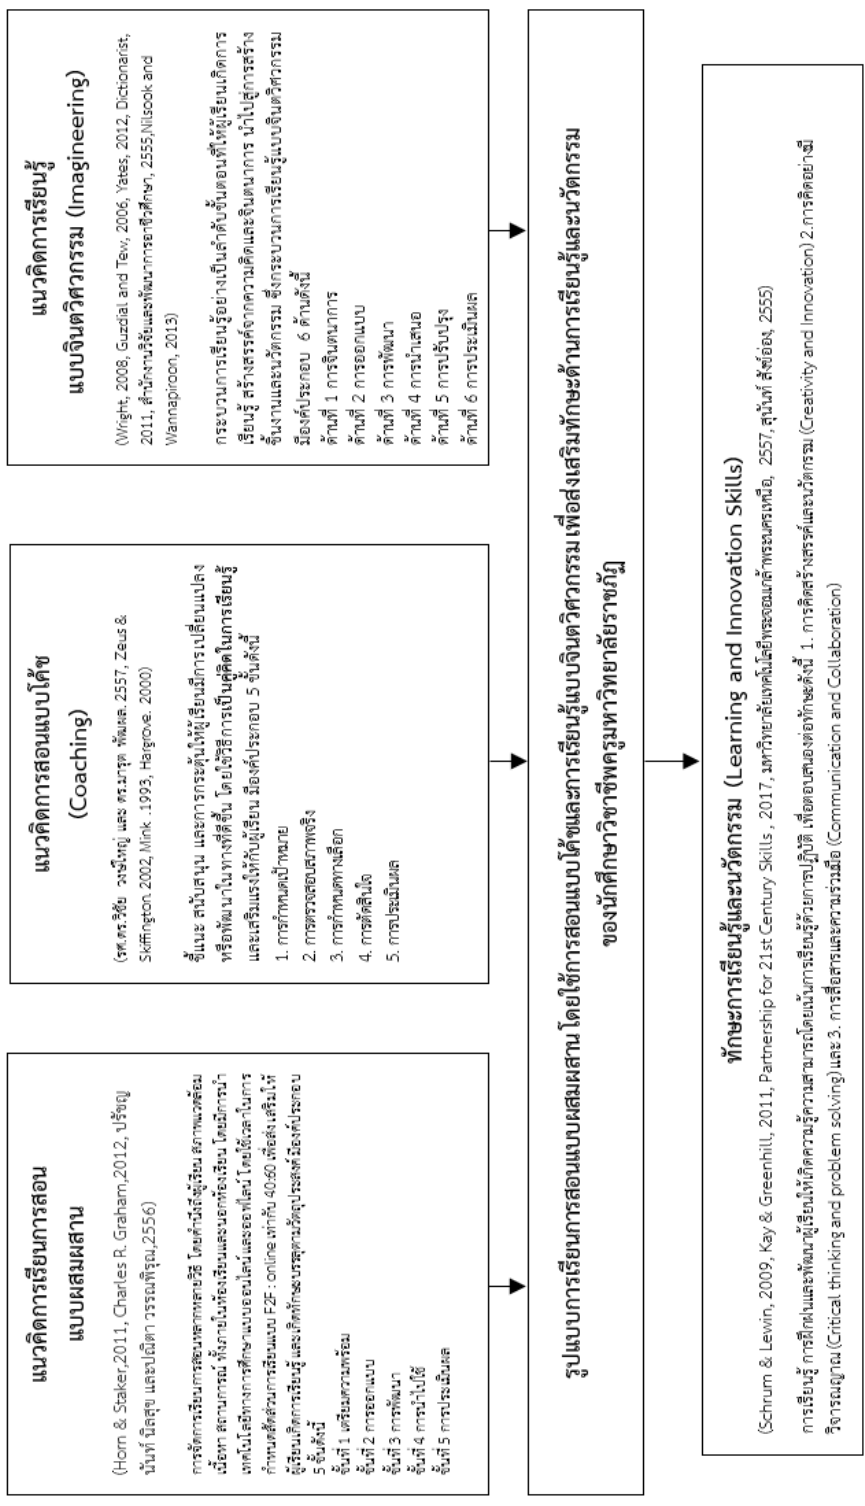 แนวคิดการเรียนการสอน
แบบผสมผสาน
(Horn & Staker,2011, Charles R. Graham,2012, ปรัชญ
นันท์ นิลสุข และปณิตา วรรณพิรุณ,2556)
การจัดการเรียนการสอนหลากหลายวิธี โดยคำนึงถึงผู้เรียน สภาพแวดล้อม
เนื้อหา สถานการณ์ ทั้งภายในห้องเรียนและนอกห้องเรียน โดยมีการนำ
เทคโนโลยีทางการศึกษาแบบออนไลน์และออฟไลน์ โดยใช้เวลาในการ
กำหนดสัดส่วนการเรียนแบบ F2F : online เท่ากับ 40:60 เพื่อส่งเสริมให้
ผู้เรียนเกิดการเรียนรู้ และเกิดทักษะบรรลุตามวัตถุประสงค์ มีองค์ประกอบ
5 ขั้นดังนี้
ขั้นที่ 1 เตรียมความพร้อม
ขั้นที่ 2 การออกแบบ
ขั้นที่ 3 การพัฒนา
ขั้นที่ 4 การนำไปใช้
ขั้นที่ 5 การประเมินผล
แนวคิดการสอนแบบโค้ช
(Coaching)
(รศ.ดร.วิชัย วงษ์ใหญ่ และ ดร.มารุต พัฒผล. 2557, Zeus &
Skiffington. 2002, Mink .1993, Hargrove. 2000)
ชี้แนะ สนับสนุน และการกระตุ้นให้ผู้เรียนมีการเปลี่ยนแปลง
หรือพัฒนาในทางที่ดีขึ้น โดยใช้วิธีการเป็นคู่คิดในการเรียนรู้
และเสริมแรงให้กับผู้เรียน มีองค์ประกอบ 5 ขั้นดังนี้
1. การกำหนดเป้าหมาย
2. การตรวจสอบสภาพจริง
3. การกำหนดทางเลือก
4. การตัดสินใจ
5. การประเมินผล
แนวคิดการเรียนรู้
แบบจินตวิศวกรรม (Imagineering)
(Wright, 2008, Guzdial and Tew, 2006, Yates, 2012, Dictionarist,
2011, สำนักงานวิจัยและพัฒนาการอาชีวศึกษา, 2555,Nilsook and
Wannapiroon, 2013)
กระบวนการเรียนรู้อย่างเป็นลำดับขั้นตอนที่ให้ผู้เรียนเกิดการ
เรียนรู้ สร้างสรรค์จากความคิดและจินตนาการ นำไปสู่การสร้าง
ชิ้นงานและนวัตกรรม ซึ่งกระบวนการเรียนรู้แบบจินตวิศวกรรม
มีองค์ประกอบ 6 ด้านดังนี้
ด้านที่ 1 การจินตนาการ
ด้านที่ 2 การออกแบบ
ด้านที่ 3 การพัฒนา
ด้านที่ 4 การนำเสนอ
ด้านที่ 5 การปรับปรุง
ด้านที่ 6 การประเมินผล
รูปแบบการเรียนการสอนแบบผสมผสาน โดยใช้การสอนแบบโค้ชและการเรียนรู้แบบจินตวิศวกรรม เพื่อส่งเสริมทักษะด้านการเรียนรู้และนวัตกรรม
ของนักศึกษาวิชาชีพครูมหาวิทยาลัยราชภัฏ
ทักษะการเรียนรู้และนวัตกรรม (Learning and Innovation Skills)
(Schrum & Lewin, 2009, Kay & Greenhill, 2011, Partnership for 21st Century Skills , 2017, มหาวิทยาลัยเทคโนโลยีพระจอมเกล้าพระนครเหนือ, 2557, สุนันท์ สังข์อ่อง, 2555)
การเรียนรู้ การฝึกฝนและพัฒนาผู้เรียนให้เกิดความรู้ความสามารถโดยเน้นการเรียนรู้ด้วยการปฏิบัติ เพื่อตอบสนองต่อทักษะดังนี้ 1. การคิดสร้างสรรค์และนวัตกรรม (Creativity and Innovation) 2.การคิดอย่างมี
วิจารณญาณ (Critical thinking and problem solving) และ 3. การสื่อสารและความร่วมมือ (Communication and Collaboration)